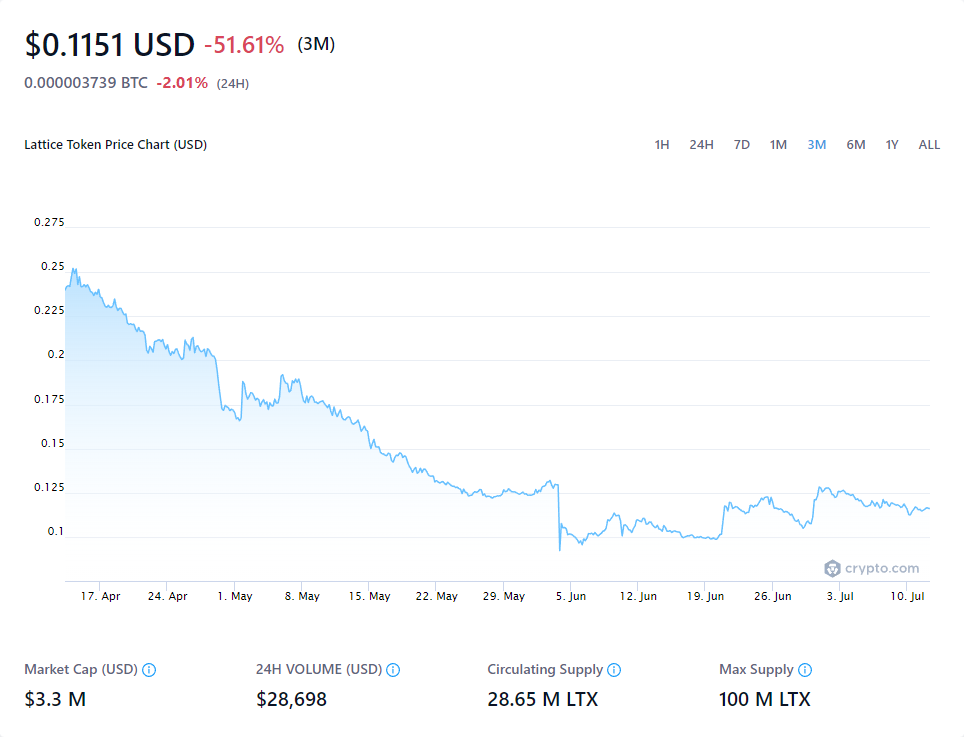 $0.1151 USD -51.61% (3M)
0.000003739 BTC -2.01% (24H)
Lattice Token Price Chart (USD)
1H 24H 7D 1M 3M 6M 1Y ALL
0.275
0.25
0.225
0.2
0.175
0.15
0.125
0.1
crypto.com
17. Apr 24. Apr 1. May 8. May 15. May 22. May 29. May 5. Jun 12. Jun 19. Jun 26. Jun 3. Jul 10. Jul
Market Cap (USD) 24H VOLUME (USD) Circulating Supply Max Supply
$3.3 M $28,698 28.65 M LTX 100 M LTX